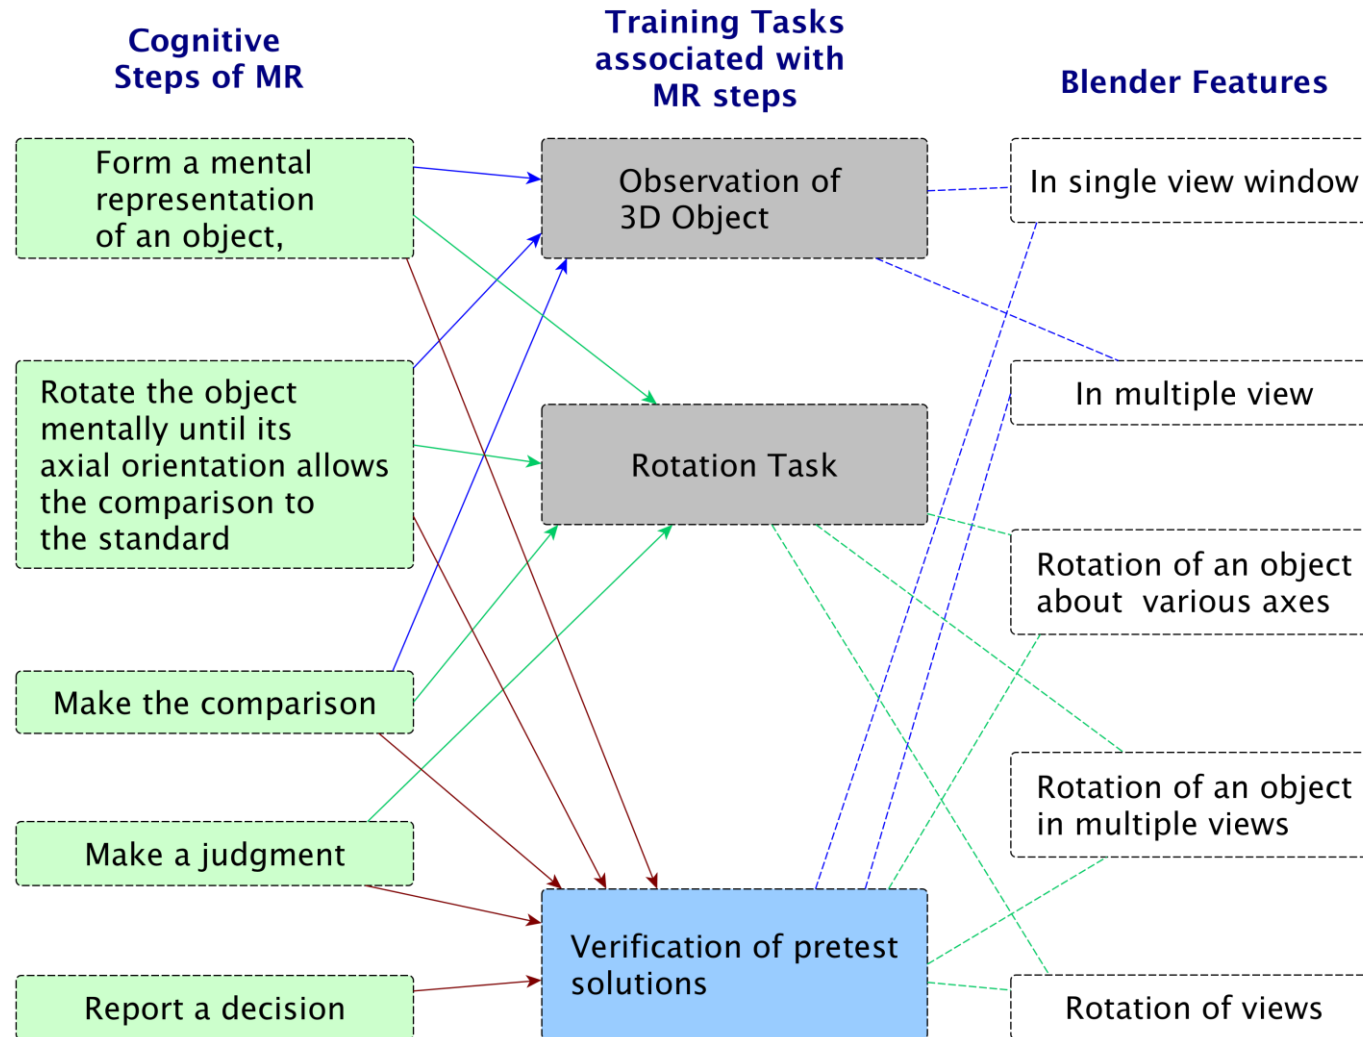 Cognitive
Steps of MR
Training Tasks
associated with
MR steps
Blender Features
Form a mental
representation
of an object,
Rotate the object
mentally until its
axial orientation allows
the comparison to
the standard
Make the comparison
Make a judgment
Report a decision
Observation of
3D Object
Rotation Task
Verification of pretest
solutions
In single view window
In multiple view
Rotation of an object
about  various axes
Rotation of an object
in multiple views
Rotation of views